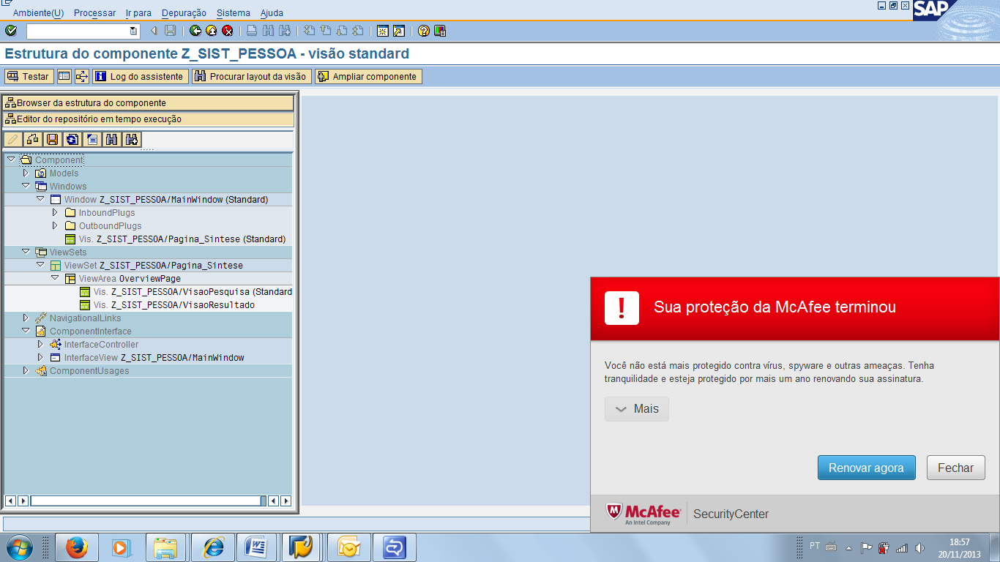 Ambiente(U) Processar Ir para Depuração Sistema Ajuda
SAP
Estrutura do componente Z_SIST_PESSOA - visão standard
Testar Log do assistente Procurar layout da visão Ampliar componente
Browser da estrutura do componente
Editor do repositório em tempo execução
Component
Models
Windows
Window Z_SIST_PESSOA/MainWindow (Standard)
InboundPlugs
OutboundPlugs
Vis. Z_SIST_PESSOA/Pagina_Sintese (Standard)
ViewSets
ViewSet Z_SIST_PESSOA/Pagina_Sintese
ViewArea OverviewPage
Vis. Z_SIST_PESSOA/VisaoPesquisa (Standard
Vis. Z_SIST_PESSOA/VisaoResultado
NavigationalLinks
ComponentInterface
InterfaceController
InterfaceView Z_SIST_PESSOA/MainWindow
ComponentUsages
! Sua proteção da McAfee terminou
Você não está mais protegido contra vírus, spyware e outras ameaças. Tenha
tranquilidade e esteja protegido por mais um ano renovando sua assinatura.
Mais
Renovar agora Fechar
McAfee SecurityCenter
An Intel Company
PT
18:57
20/11/2013